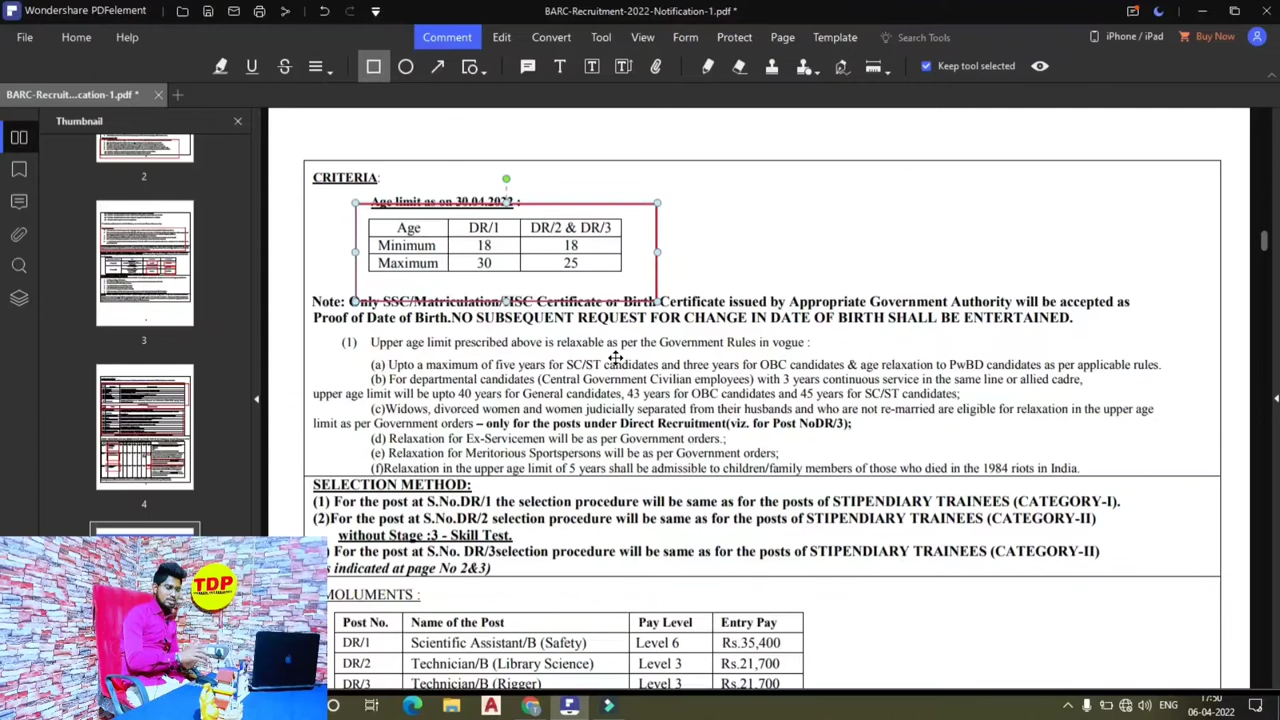 Wondershare PDFelement
BARC-Recruitment-2022-Notification-1.pdf *
File Home Help Comment Edit Convert Tool View Form Protect Page Template Search Tools iPhone / iPad Buy Now
Keep tool selected
BARC-Recruit...cation-1.pdf *
Thumbnail
2
3
4
CRITERIA:
Age limit as on 30.04.2022 :
Age DR/1 DR/2 & DR/3
Minimum 18 18
Maximum 30 25
Note: Only SSC/Matriculation/HSC Certificate or Birth Certificate issued by Appropriate Government Authority will be accepted as
Proof of Date of Birth.NO SUBSEQUENT REQUEST FOR CHANGE IN DATE OF BIRTH SHALL BE ENTERTAINED.
(1) Upper age limit prescribed above is relaxable as per the Government Rules in vogue :
(a) Upto a maximum of five years for SC/ST candidates and three years for OBC candidates & age relaxation to PwBD candidates as per applicable rules.
(b) For departmental candidates (Central Government Civilian employees) with 3 years continuous service in the same line or allied cadre,
upper age limit will be upto 40 years for General candidates, 43 years for OBC candidates and 45 years for SC/ST candidates;
(c)Widows, divorced women and women judicially separated from their husbands and who are not re-married are eligible for relaxation in the upper age
limit as per Government orders – only for the posts under Direct Recruitment(viz. for Post NoDR/3);
(d) Relaxation for Ex-Servicemen will be as per Government orders.;
(e) Relaxation for Meritorious Sportspersons will be as per Government orders;
(f)Relaxation in the upper age limit of 5 years shall be admissible to children/family members of those who died in the 1984 riots in India.
SELECTION METHOD:
(1) For the post at S.No.DR/1 the selection procedure will be same as for the posts of STIPENDIARY TRAINEES (CATEGORY-I).
(2)For the post at S.No.DR/2 selection procedure will be same as for the posts of STIPENDIARY TRAINEES (CATEGORY-II)
without Stage :3 - Skill Test.
) For the post at S.No. DR/3selection procedure will be same as for the posts of STIPENDIARY TRAINEES (CATEGORY-II)
s indicated at page No 2&3)
MOLUMENTS :
Post No. Name of the Post Pay Level Entry Pay
DR/1 Scientific Assistant/B (Safety) Level 6 Rs.35,400
DR/2 Technician/B (Library Science) Level 3 Rs.21,700
DR/3 Technician/B (Rigger) Level 3 Rs.21,700
TDP
ENG
17:50
06-04-2022